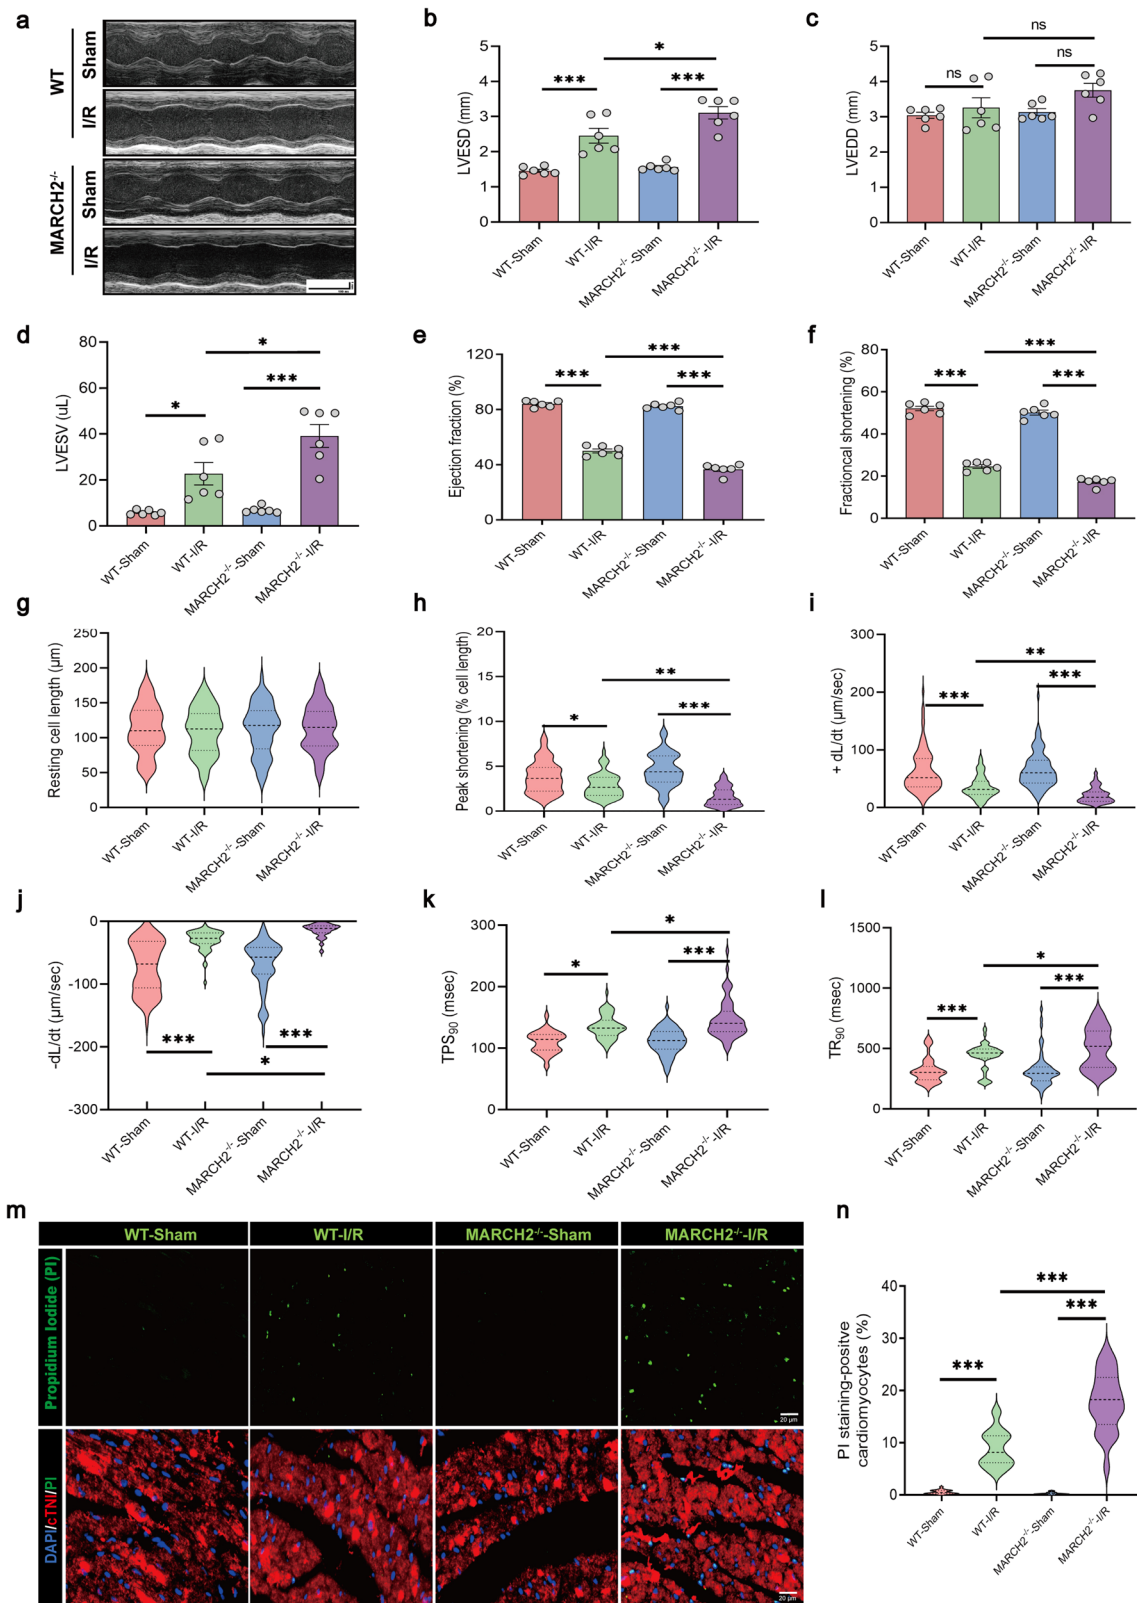 a
WT
Sham
I/R
MARCH2-/-
Sham
I/R
b
LVESD (mm)
5
4
3
2
1
0
***
***
*
WT-Sham
WT-I/R
MARCH2-/--Sham
MARCH2-/--I/R
c
LVEDD (mm)
5
4
3
2
1
0
ns
ns
ns
WT-Sham
WT-I/R
MARCH2-/--Sham
MARCH2-/--I/R
d
LVESV (uL)
80
60
40
20
0
*
***
*
WT-Sham
WT-I/R
MARCH2-/--Sham
MARCH2-/--I/R
e
Ejection fraction (%)
120
80
40
0
***
***
***
WT-Sham
WT-I/R
MARCH2-/--Sham
MARCH2-/--I/R
f
Fractioncal shortening (%)
80
60
40
20
0
***
***
***
WT-Sham
WT-I/R
MARCH2-/--Sham
MARCH2-/--I/R
g
Resting cell length (μm)
250
200
150
100
50
0
WT-Sham
WT-I/R
MARCH2-/--Sham
MARCH2-/--I/R
h
Peak shortening (% cell length)
20
15
10
5
0
*
***
**
WT-Sham
WT-I/R
MARCH2-/--Sham
MARCH2-/--I/R
i
+ dL/dt (μm/sec)
300
200
100
0
***
***
**
WT-Sham
WT-I/R
MARCH2-/--Sham
MARCH2-/--I/R
j
-dL/dt (μm/sec)
0
-100
-200
-300
***
***
*
WT-Sham
WT-I/R
MARCH2-/--Sham
MARCH2-/--I/R
k
TPS90 (msec)
300
200
100
0
*
***
*
WT-Sham
WT-I/R
MARCH2-/--Sham
MARCH2-/--I/R
l
TR90 (msec)
1500
1000
500
0
***
***
*
WT-Sham
WT-I/R
MARCH2-/--Sham
MARCH2-/--I/R
m
WT-Sham
WT-I/R
MARCH2-/--Sham
MARCH2-/--I/R
Propidium Iodide (PI)
20 μm
DAPI/cTNI/PI
20 μm
n
PI staining-positve
cardiomyocytes (%)
40
30
20
10
0
***
***
***
WT-Sham
WT-I/R
MARCH2-/--Sham
MARCH2-/--I/R